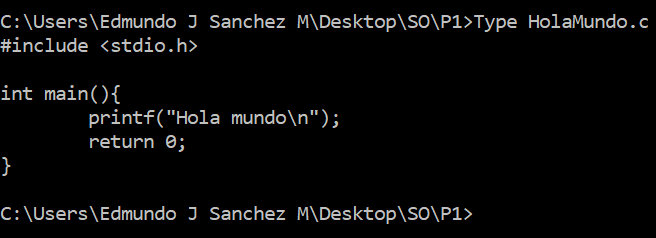 C:\Users\Edmundo J Sanchez M\Desktop\SO\P1>Type HolaMundo.c
#include <stdio.h>

int main(){
        printf("Hola mundo\n");
        return 0;
}

C:\Users\Edmundo J Sanchez M\Desktop\SO\P1>